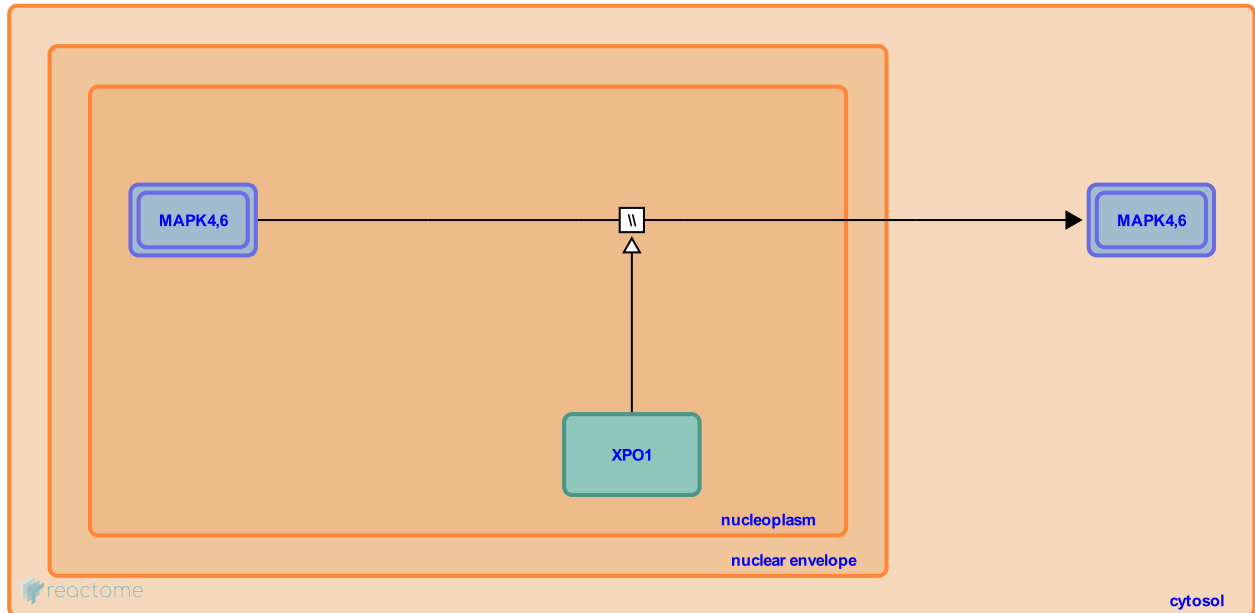 MAPK4,6
\\
MAPK4,6
XPO1
nucleoplasm
nuclear envelope
reactome
cytosol